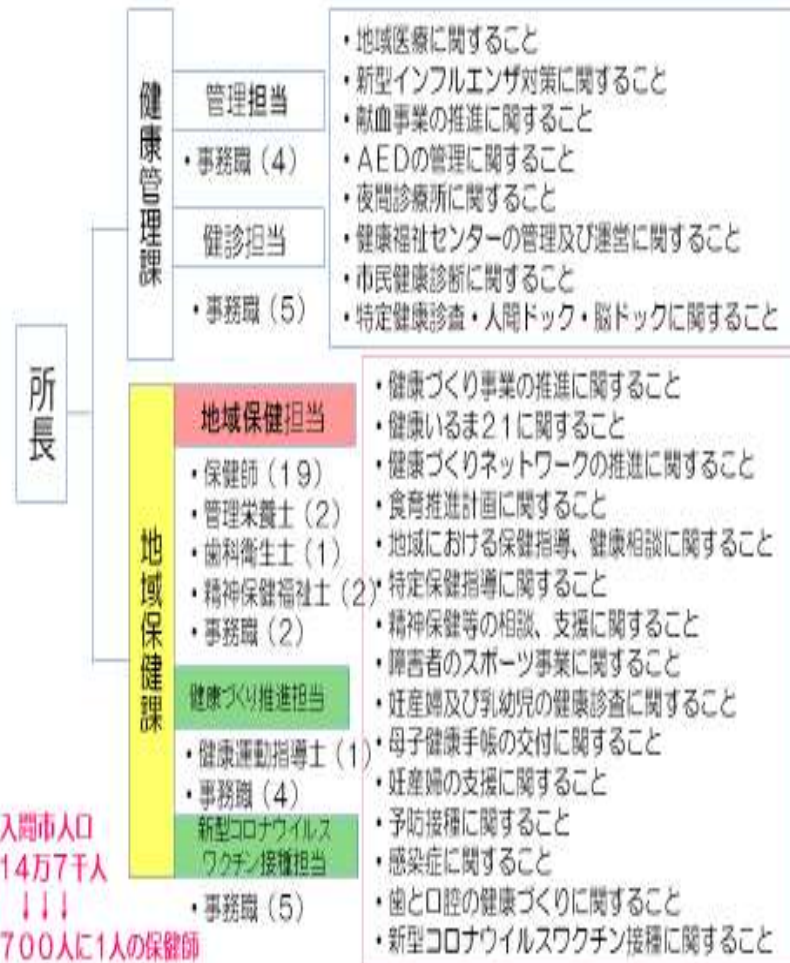 所長
健康管理課
管理担当
・事務職（4）
健診担当
・事務職（5）
・地域医療に関すること
・新型インフルエンザ対策に関すること
・献血事業の推進に関すること
・AEDの管理に関すること
・夜間診療所に関すること
・健康福祉センターの管理及び運営に関すること
・市民健康診断に関すること
・特定健康診査・人間ドック・脳ドックに関すること
地域保健課
地域保健担当
・保健師（19）
・管理栄養士（2）
・歯科衛生士（1）
・精神保健福祉士（2）
・事務職（2）
健康づくり推進担当
・健康運動指導士（1）
・事務職（4）
新型コロナウイルス
ワクチン接種担当
・事務職（5）
・健康づくり事業の推進に関すること
・健康いるま21に関すること
・健康づくりネットワークの推進に関すること
・食育推進計画に関すること
・地域における保健指導、健康相談に関すること
・特定保健指導に関すること
・精神保健等の相談、支援に関すること
・障害者のスポーツ事業に関すること
・妊産婦及び乳幼児の健康診査に関すること
・母子健康手帳の交付に関すること
・妊産婦の支援に関すること
・予防接種に関すること
・感染症に関すること
・歯と口腔の健康づくりに関すること
・新型コロナウイルスワクチン接種に関すること
入間市人口
14万7千人
↓↓↓
700人に1人の保健師